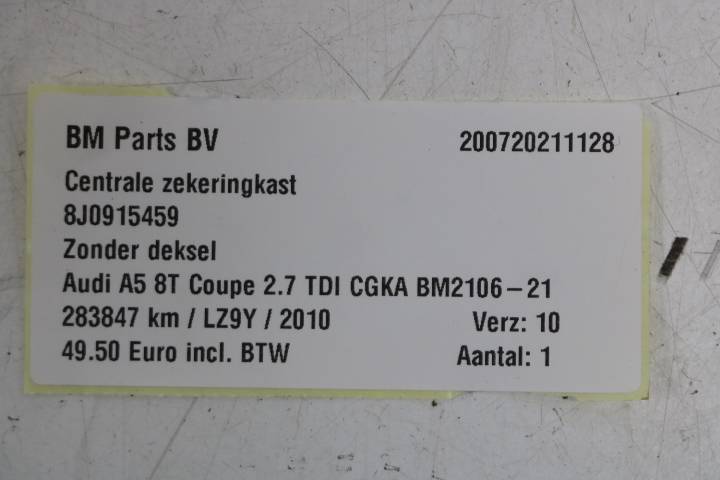 BM Parts BV 200720211128
Centrale zekeringkast
8J0915459
Zonder deksel
Audi A5 8T Coupe 2.7 TDI CGKA BM2106-21
283847 km / LZ9Y / 2010 Verz: 10
49.50 Euro incl. BTW Aantal: 1